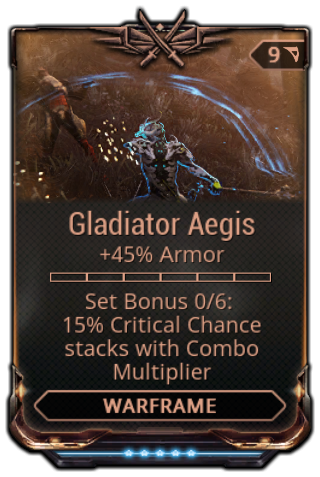 9
Gladiator Aegis
+45% Armor
Set Bonus 0/6:
15% Critical Chance
stacks with Combo
Multiplier
WARFRAME